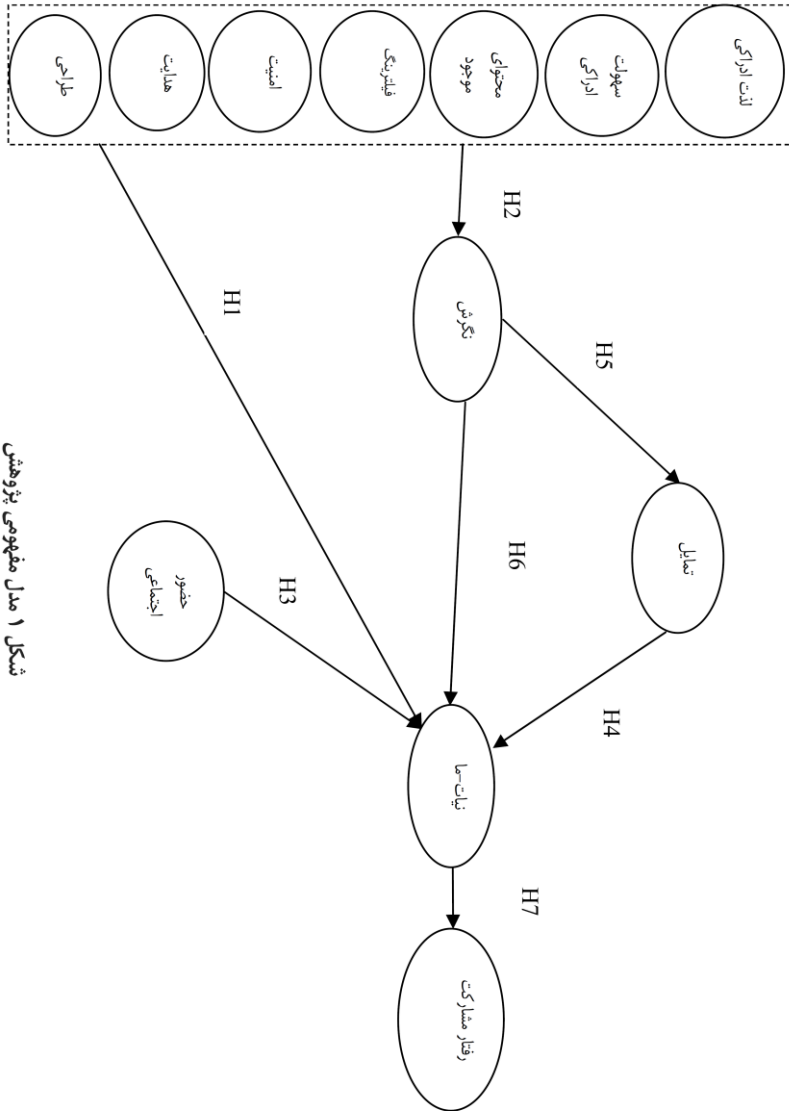 لذت ادراکی
سهولت
ادراکی
محتوای
موجود
فیلترینگ
امنیت
هدایت
طراحی
H2
H1
نگرش
H5
H6
تمایل
H3
حضور
اجتماعی
H4
نیات-ما
H7
رفتار مشارکت
شکل ۱ مدل مفهومی پژوهش